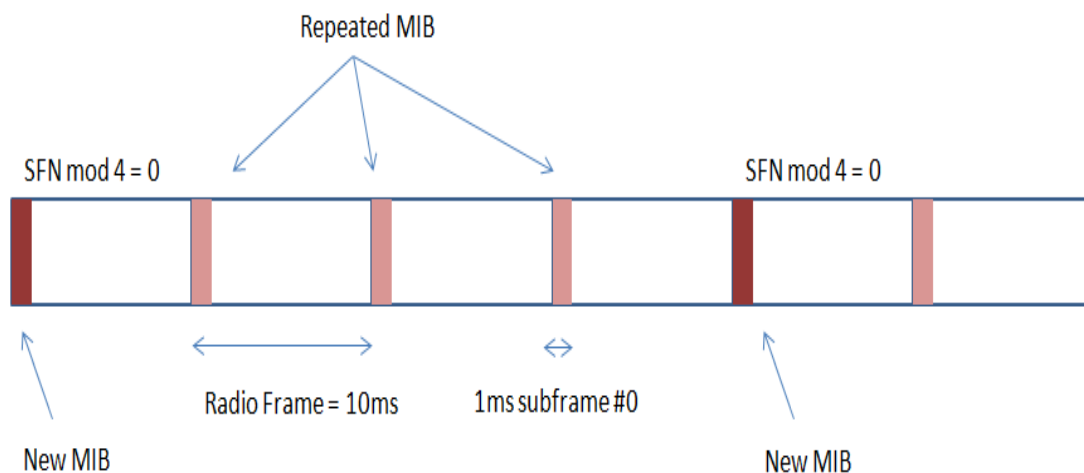 Repeated MIB
SFN mod 4 = 0
SFN mod 4 = 0
Radio Frame = 10ms
1ms subframe #0
New MIB
New MIB